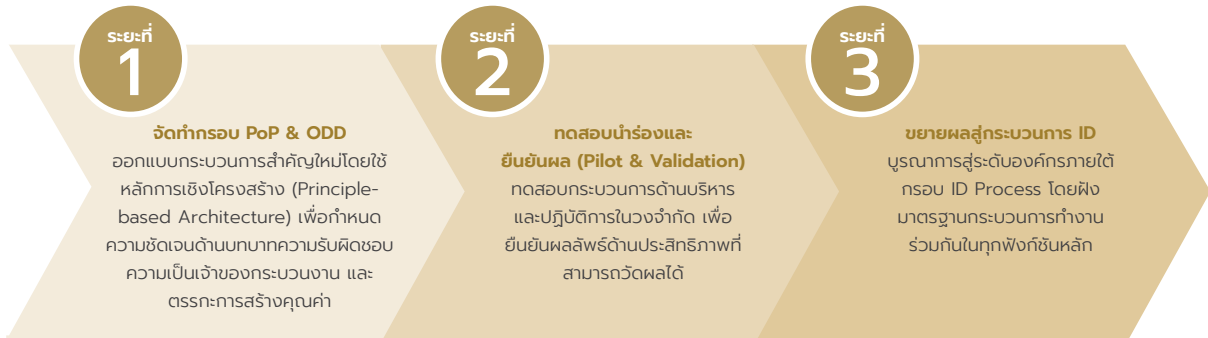 ระยะที่
1
จัดทำกรอบ PoP & ODD
ออกแบบกระบวนการสำคัญใหม่โดยใช้
หลักการเชิงโครงสร้าง (Principle-
based Architecture) เพื่อกำหนด
ความชัดเจนด้านบทบาทความรับผิดชอบ
ความเป็นเจ้าของกระบวนงาน และ
ตรรกะการสร้างคุณค่า
ระยะที่
2
ทดสอบนำร่องและ
ยืนยันผล (Pilot & Validation)
ทดสอบกระบวนการด้านบริหาร
และปฏิบัติการในวงจำกัด เพื่อ
ยืนยันผลลัพธ์ด้านประสิทธิภาพที่
สามารถวัดผลได้
ระยะที่
3
ขยายผลสู่กระบวนการ ID
บูรณาการสู่ระดับองค์กรภายใต้
กรอบ ID Process โดยฝัง
มาตรฐานกระบวนการทำงาน
ร่วมกันในทุกฟังก์ชันหลัก